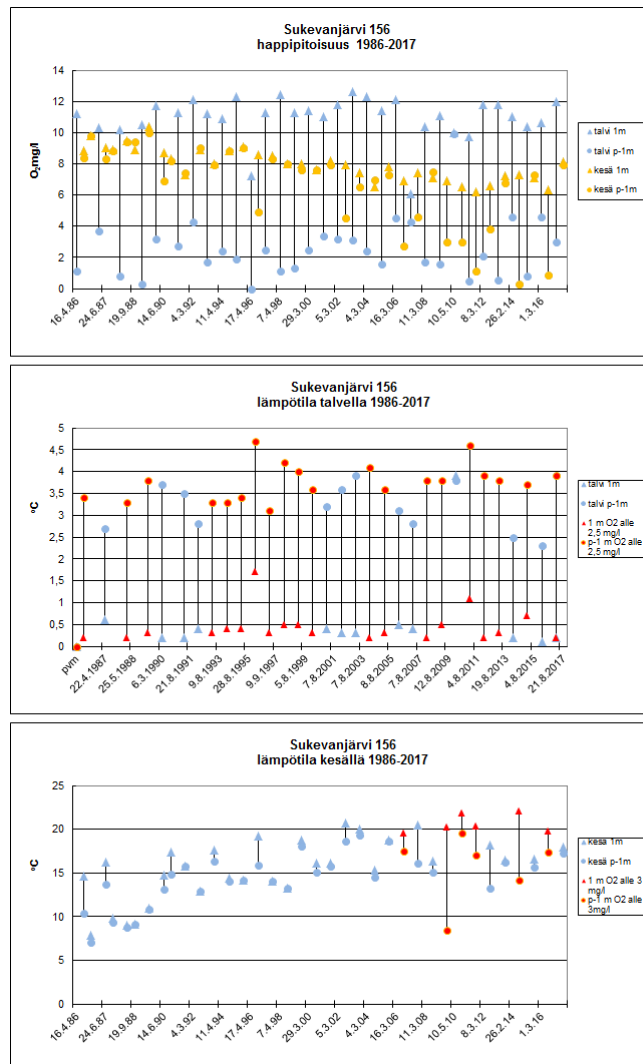 Sukevanjärvi 156
happipitoisuus 1986-2017
14
12
10
8
6
4
2
0
O₂mg/l
16.4.86
24.6.87
19.9.88
14.6.90
4.3.92
11.4.94
17.4.96
7.4.98
29.3.00
5.3.02
4.3.04
16.3.06
11.3.08
10.5.10
8.3.12
26.2.14
1.3.16
talvi 1m
talvi p-1m
kesä 1m
kesä p-1m
Sukevanjärvi 156
lämpötila talvella 1986-2017
5
4,5
4
3,5
3
2,5
2
1,5
1
0,5
0
°C
pvm
22.4.1987
25.5.1988
6.3.1990
21.8.1991
9.8.1993
28.8.1995
9.9.1997
5.8.1999
7.8.2001
7.8.2003
8.8.2005
7.8.2007
12.8.2009
4.8.2011
19.8.2013
4.8.2015
21.8.2017
talvi 1m
talvi p-1m
1 m O2 alle
2,5 mg/l
p-1 m O2 alle
2,5 mg/l
Sukevanjärvi 156
lämpötila kesällä 1986-2017
25
20
15
10
5
0
°C
16.4.86
24.6.87
19.9.88
14.6.90
4.3.92
11.4.94
17.4.96
7.4.98
29.3.00
5.3.02
4.3.04
16.3.06
11.3.08
10.5.10
8.3.12
26.2.14
1.3.16
kesä 1m
kesä p-1m
1 m O2 alle 3
mg/l
p-1 m O2 alle
3mg/l